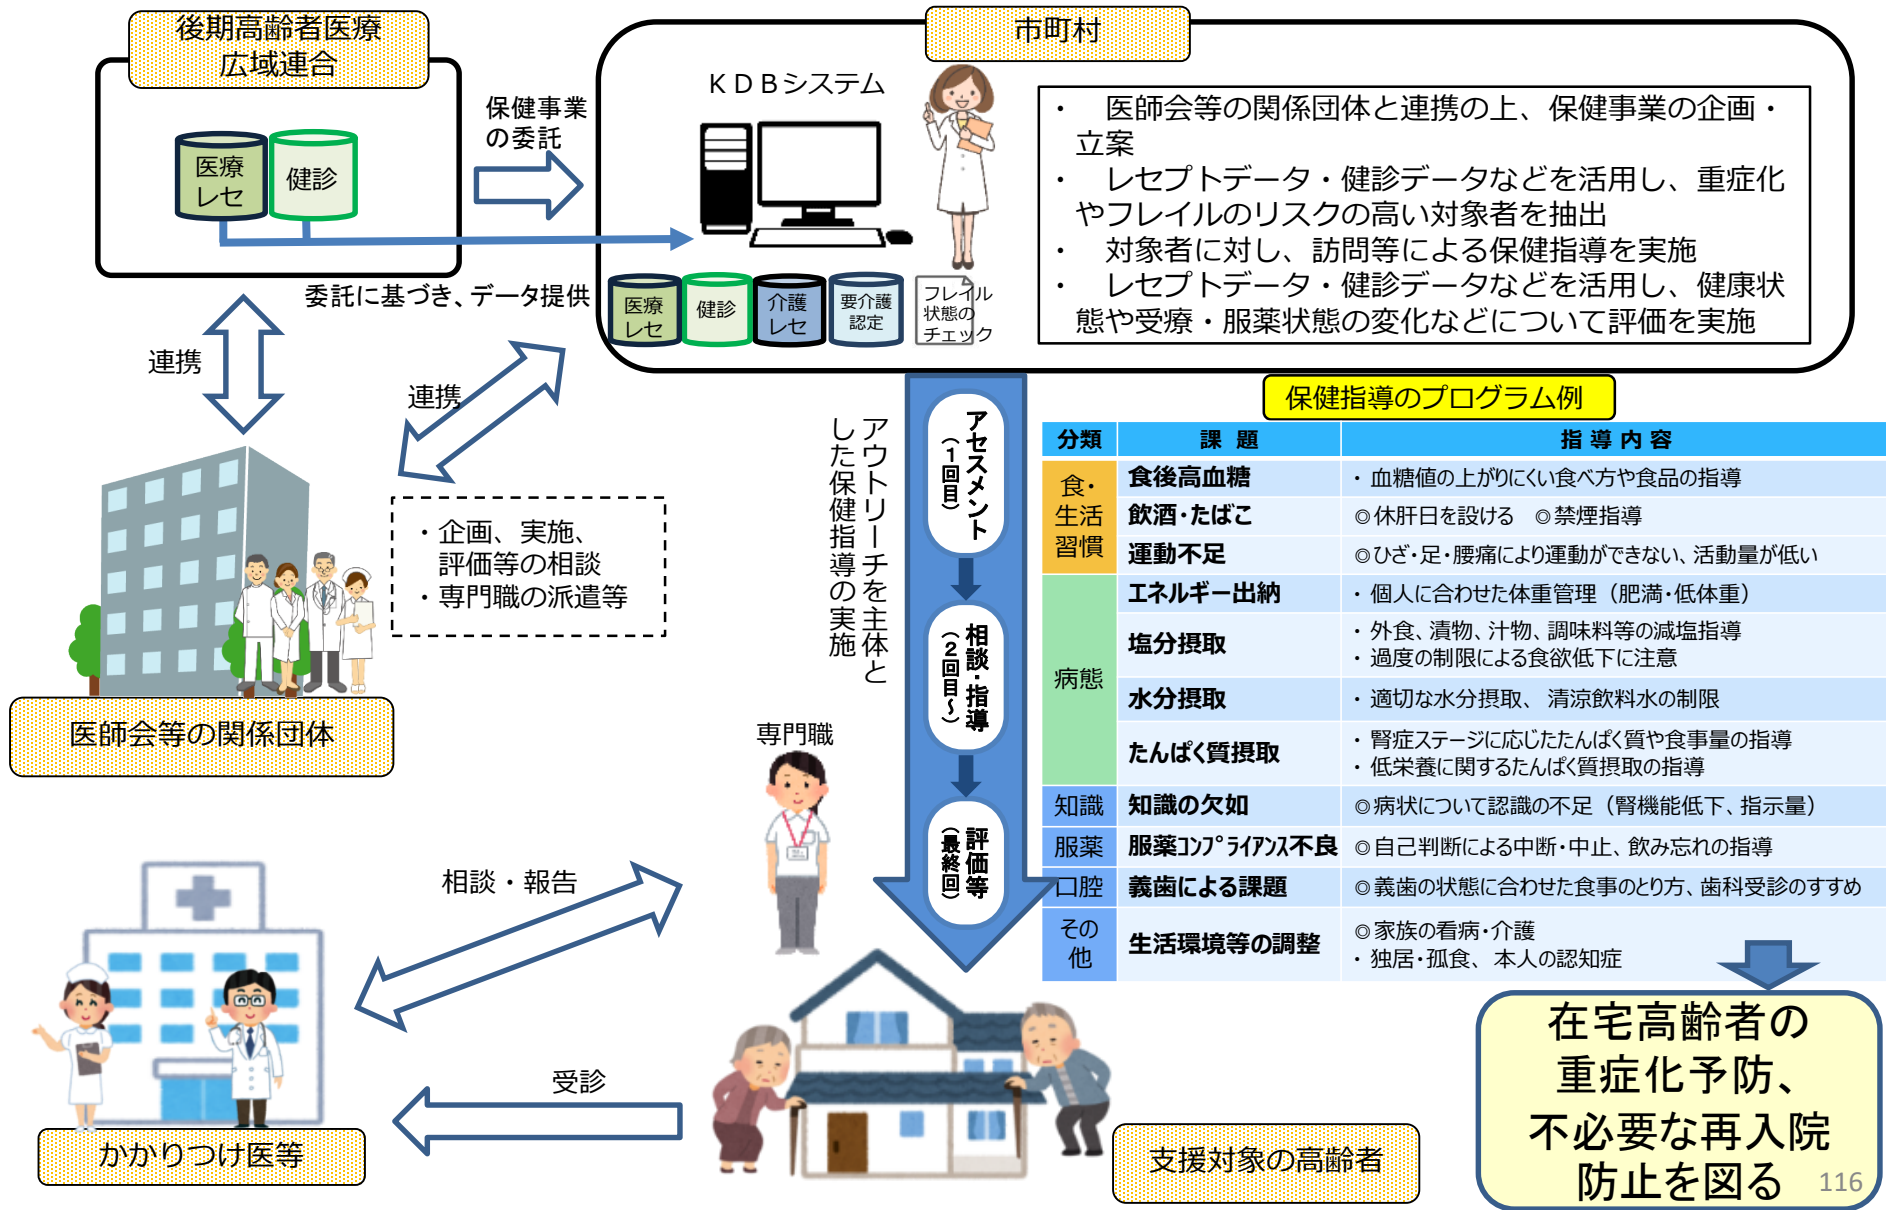 後期高齢者医療
広域連合
医療
レセ
健診
保健事業
の委託
委託に基づき、データ提供
市町村
KDBシステム
医療
レセ
健診
介護
レセ
要介護
認定
フレイル
状態の
チェック
・　医師会等の関係団体と連携の上、保健事業の企画・
立案
・　レセプトデータ・健診データなどを活用し、重症化
やフレイルのリスクの高い対象者を抽出
・　対象者に対し、訪問等による保健指導を実施
・　レセプトデータ・健診データなどを活用し、健康状
態や受療・服薬状態の変化などについて評価を実施
連携
連携
・企画、実施、
評価等の相談
・専門職の派遣等
医師会等の関係団体
アウトリーチを主体と
した保健指導の実施
アセスメント
（1回目）
相談・指導
（2回目～）
評価等
（最終回）
保健指導のプログラム例
分類　課 題　指 導 内 容
食・
生活
習慣
食後高血糖　・血糖値の上がりにくい食べ方や食品の指導
飲酒・たばこ　◎休肝日を設ける　◎禁煙指導
運動不足　◎ひざ・足・腰痛により運動ができない、活動量が低い
病態
エネルギー出納　・個人に合わせた体重管理（肥満・低体重）
塩分摂取
・外食、漬物、汁物、調味料等の減塩指導
・過度の制限による食欲低下に注意
水分摂取　・適切な水分摂取、清涼飲料水の制限
たんぱく質摂取
・腎症ステージに応じたたんぱく質や食事量の指導
・低栄養に関するたんぱく質摂取の指導
知識　知識の欠如　◎病状について認識の不足（腎機能低下、指示量）
服薬　服薬ｺﾝﾌﾟﾗｲｱﾝｽ不良　◎自己判断による中断・中止、飲み忘れの指導
口腔　義歯による課題　◎義歯の状態に合わせた食事のとり方、歯科受診のすすめ
その
他
生活環境等の調整
◎家族の看病・介護
・独居・孤食、本人の認知症
専門職
相談・報告
受診
かかりつけ医等
支援対象の高齢者
在宅高齢者の
重症化予防、
不必要な再入院
防止を図る
116